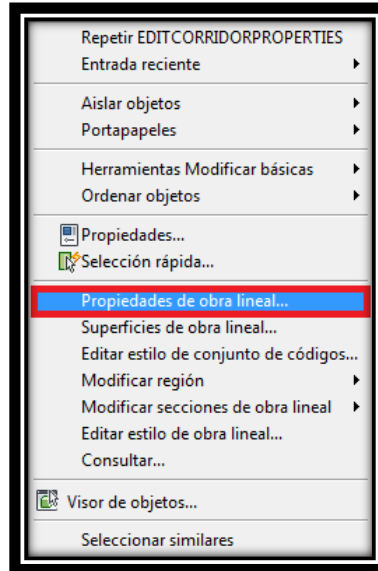 Repetir EDITCORRIDORPROPERTIES
Entrada reciente
Aislar objetos
Portapapeles
Herramientas Modificar básicas
Ordenar objetos
Propiedades...
Selección rápida...
Propiedades de obra lineal...
Superficies de obra lineal...
Editar estilo de conjunto de códigos...
Modificar región
Modificar secciones de obra lineal
Editar estilo de obra lineal...
Consultar...
Visor de objetos...
Seleccionar similares